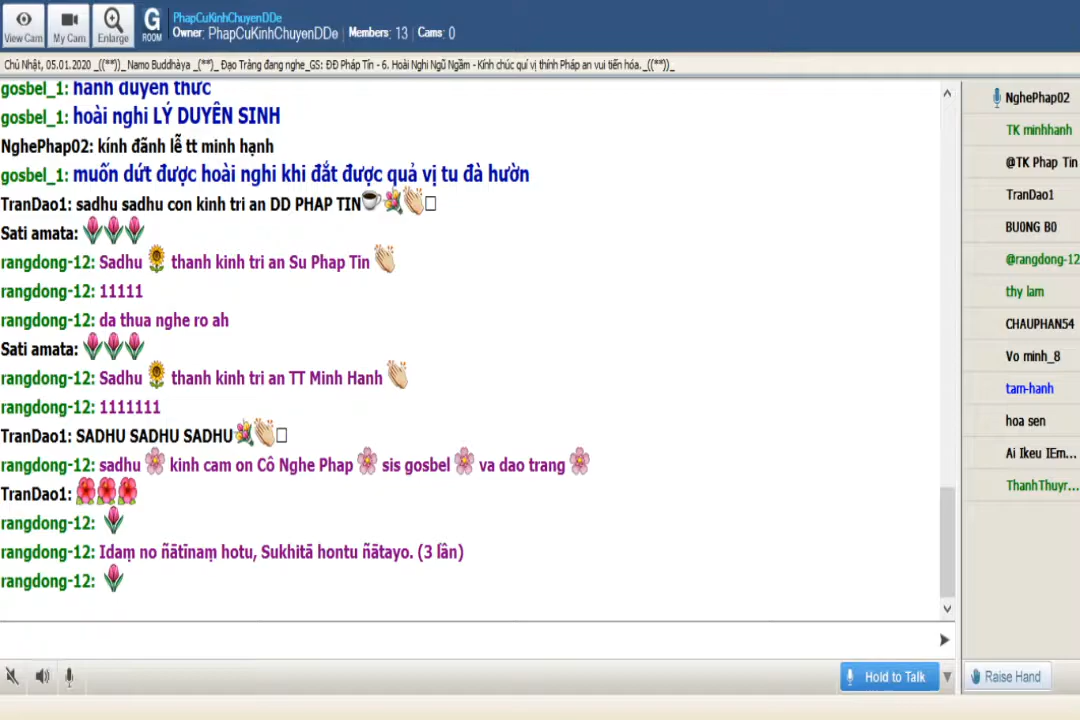 PhapCuKinhChuyenDDe
View Cam My Cam Enlarge G ROOM Owner: PhapCuKinhChuyenDDe Members: 13 Cams: 0
Chủ Nhật, 05.01.2020 _((**))_ Namo Buddhàya _(**)_ Đạo Tràng đang nghe_GS: ĐĐ Pháp Tín - 6. Hoài Nghi Ngũ Ngầm - Kính chúc quí vị thính Pháp an vui tiến hóa._((**))_
gosbel_1: hành duyên thức
gosbel_1: hoài nghi LÝ DUYÊN SINH
NghePhap02: kính đãnh lễ tt minh hạnh
gosbel_1: muốn dứt được hoài nghi khi đắt được quả vị tu đà hườn
TranDao1: sadhu sadhu con kinh tri an DD PHAP TIN
Sati amata:
rangdong-12: Sadhu thanh kinh tri an Su Phap Tin
rangdong-12: 11111
rangdong-12: da thua nghe ro ah
Sati amata:
rangdong-12: Sadhu thanh kinh tri an TT Minh Hanh
rangdong-12: 1111111
TranDao1: SADHU SADHU SADHU
rangdong-12: sadhu kinh cam on Cô Nghe Phap sis gosbel va dao trang
TranDao1:
rangdong-12:
rangdong-12: Idaṃ no ñātīnaṃ hotu, Sukhitā hontu ñātayo. (3 lần)
rangdong-12:
NghePhap02
TK minhhanh
@TK Phap Tin
TranDao1
BU0NG B0
@rangdong-12
thy lam
CHAUPHAN54
Vo minh_8
tam-hanh
hoa sen
Ai Ikeu IEm...
ThanhThuyr...
Hold to Talk
Raise Hand